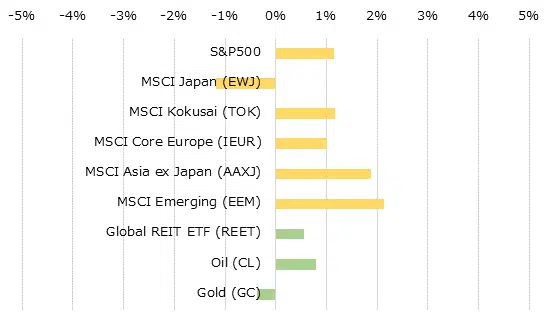 -5% -4% -3% -2% -1% 0% 1% 2% 3% 4% 5%
S&P500
MSCI Japan (EWJ)
MSCI Kokusai (TOK)
MSCI Core Europe (IEUR)
MSCI Asia ex Japan (AAXJ)
MSCI Emerging (EEM)
Global REIT ETF (REET)
Oil (CL)
Gold (GC)